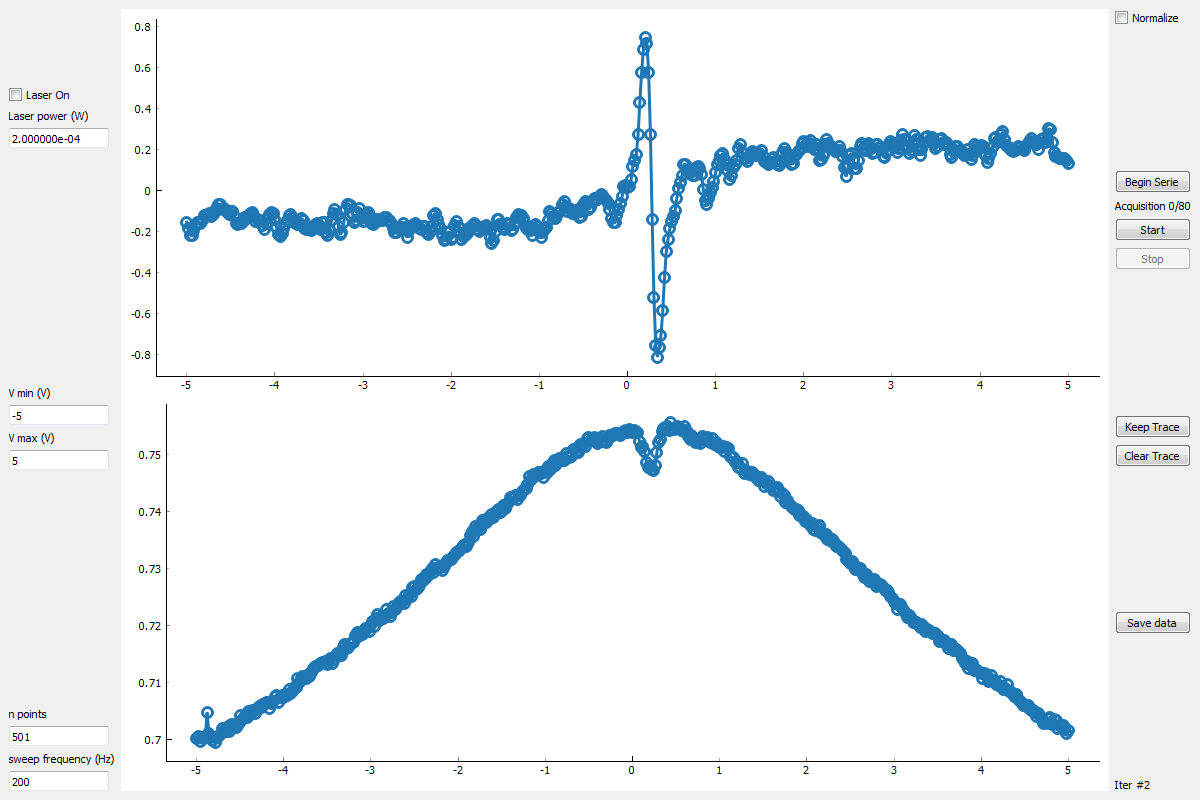 Normalize
Laser On
Laser power (W)
2.000000e-04
0.8
0.6
0.4
0.2
0
-0.2
-0.4
-0.6
-0.8
-5 -4 -3 -2 -1 0 1 2 3 4 5
Begin Serie
Acquisition 0/80
Start
Stop
V min (V)
-5
V max (V)
5
0.75
0.74
0.73
0.72
0.71
0.7
-5 -4 -3 -2 -1 0 1 2 3 4 5
Keep Trace
Clear Trace
Save data
n points
501
sweep frequency (Hz)
200
Iter #2